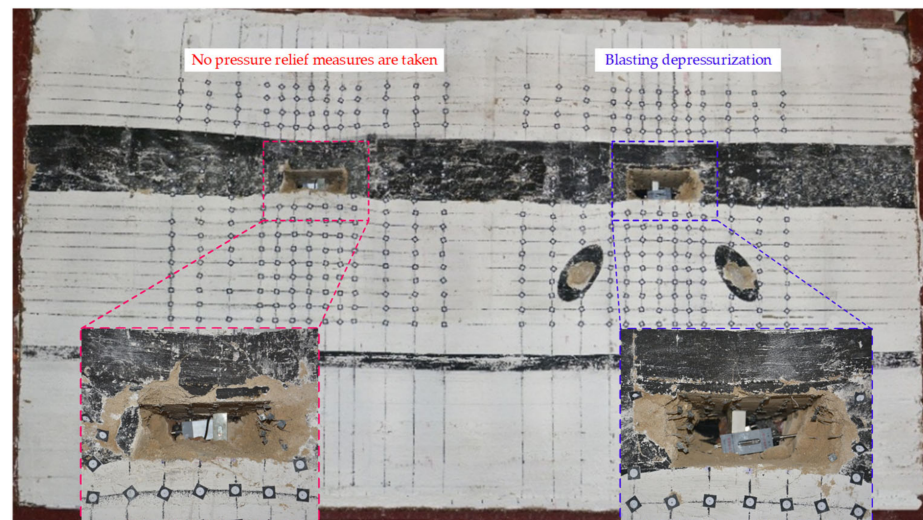 No pressure relief measures are taken
Blasting depressurization